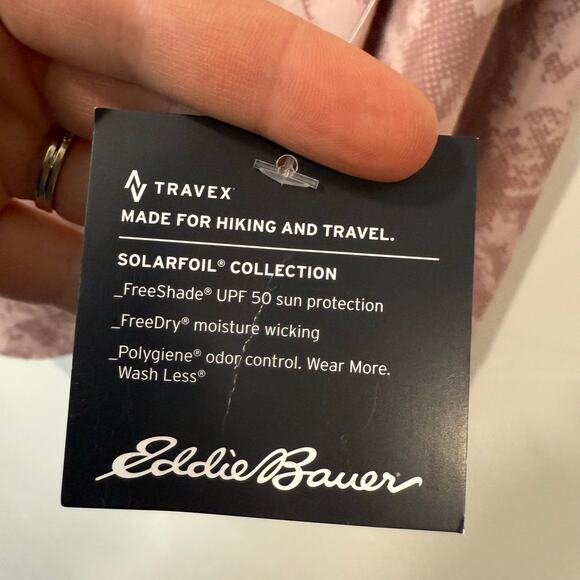 TRAVEX
MADE FOR HIKING AND TRAVEL.
SOLARFOIL® COLLECTION
_FreeShade® UPF 50 sun protection
_FreeDry® moisture wicking
_Polygiene® odor control. Wear More.
Wash Less®
Eddie Bauer®